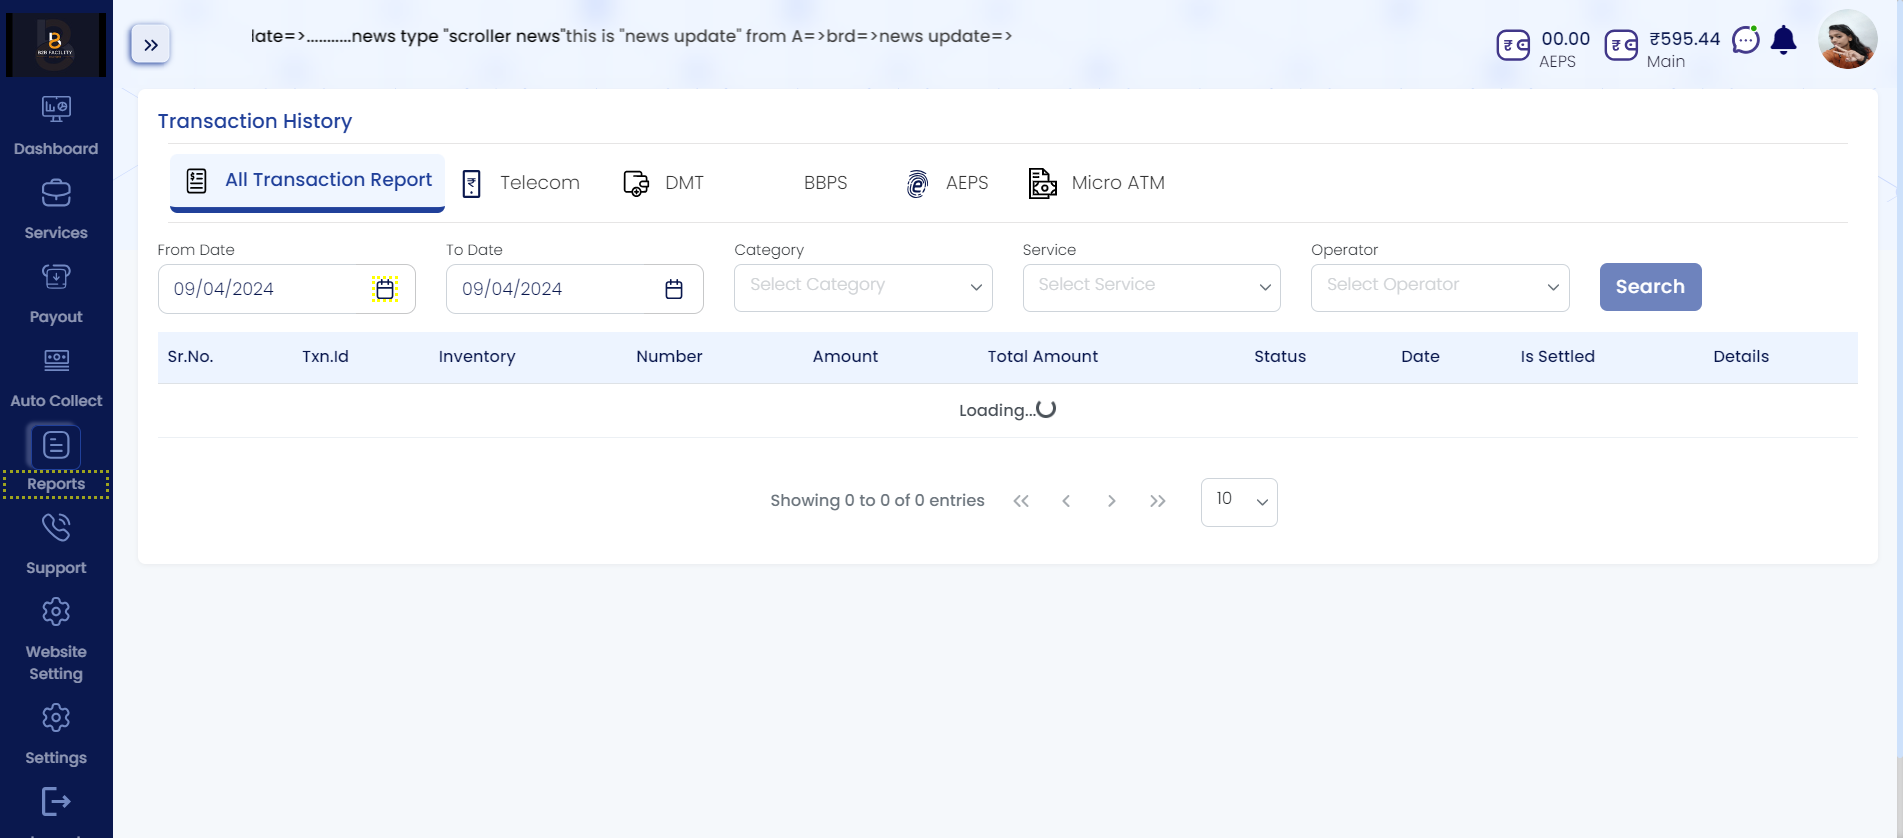 B2B FACILITY
late=>...........news type "scroller news"this is "news update" from A=>brd=>news update=>
00.00
AEPS
₹595.44
Main
Dashboard
Services
Payout
Auto Collect
Reports
Support
Website
Setting
Settings
Transaction History
All Transaction Report
Telecom
DMT
BBPS
AEPS
Micro ATM
From Date
To Date
Category
Service
Operator
09/04/2024
09/04/2024
Select Category
Select Service
Select Operator
Search
Sr.No.
Txn.Id
Inventory
Number
Amount
Total Amount
Status
Date
Is Settled
Details
Loading...
Showing 0 to 0 of 0 entries
10